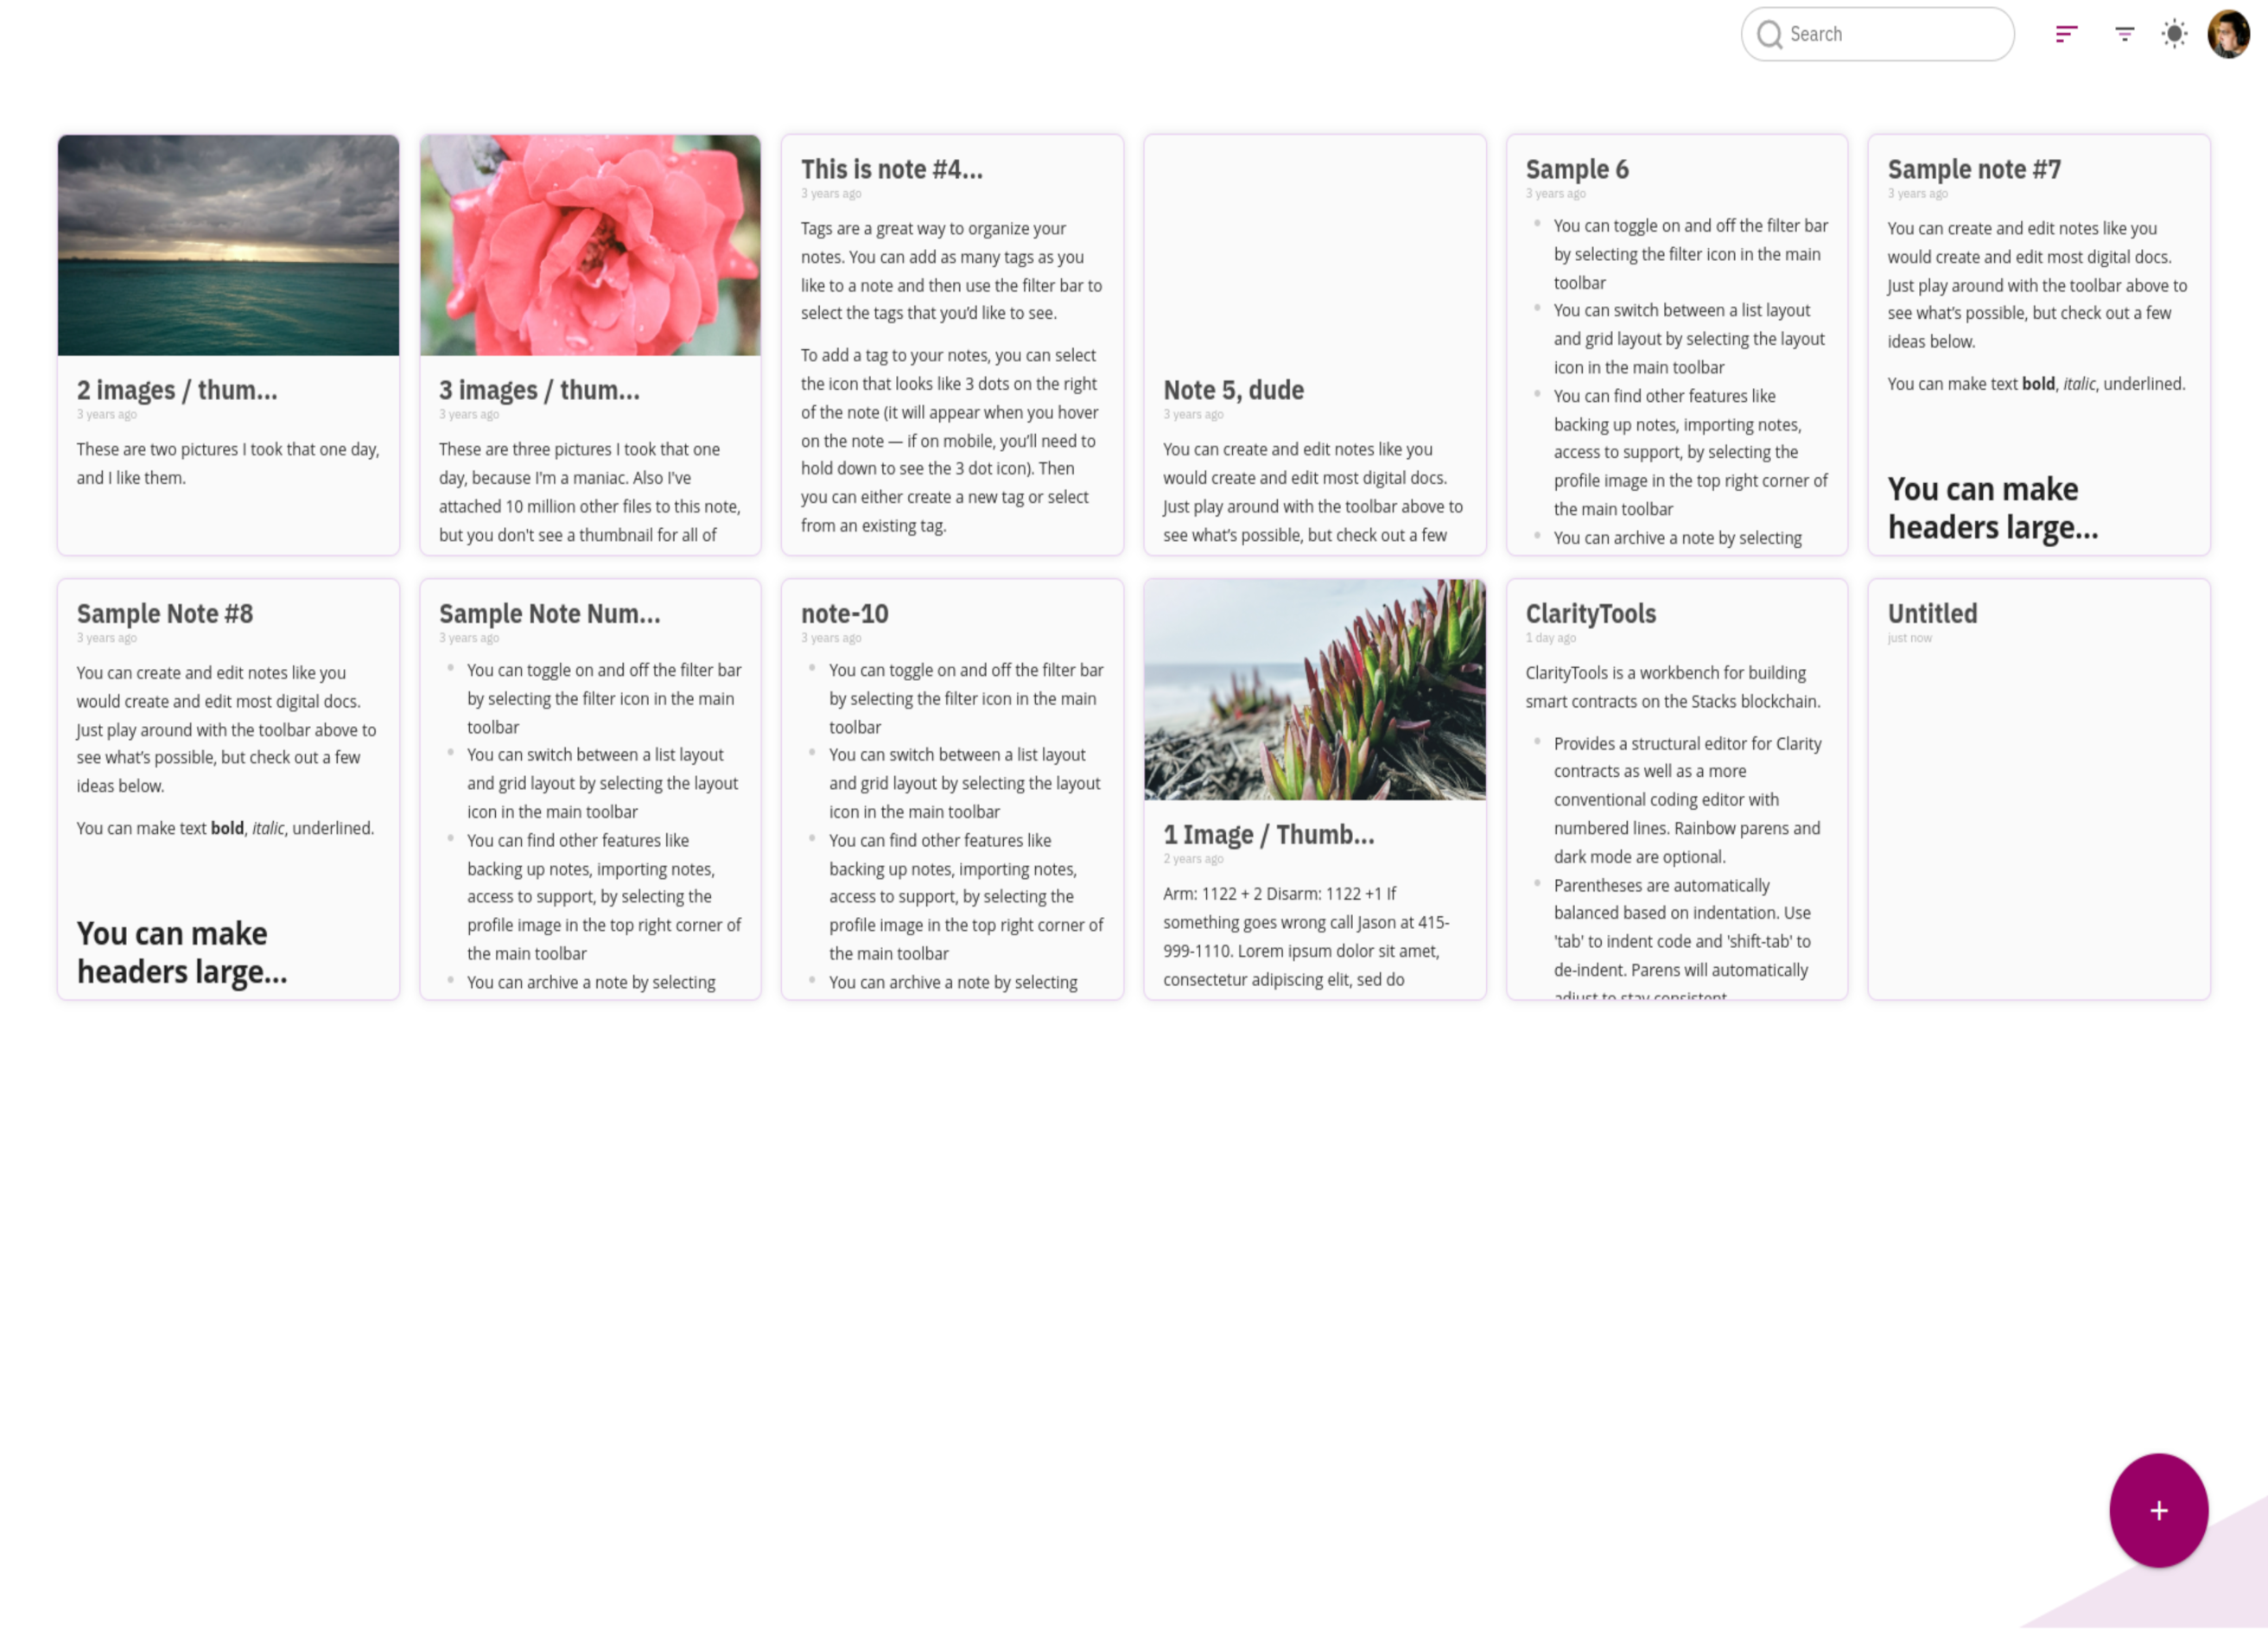 Search
2 images / thum...
3 years ago
These are two pictures I took that one day,
and I like them.
3 images / thum...
3 years ago
These are three pictures I took that one
day, because I'm a maniac. Also I've
attached 10 million other files to this note,
but you don't see a thumbnail for all of
This is note #4...
3 years ago
Tags are a great way to organize your
notes. You can add as many tags as you
like to a note and then use the filter bar to
select the tags that you’d like to see.
To add a tag to your notes, you can select
the icon that looks like 3 dots on the right
of the note (it will appear when you hover
on the note — if on mobile, you’ll need to
hold down to see the 3 dot icon). Then
you can either create a new tag or select
from an existing tag.
Note 5, dude
3 years ago
You can create and edit notes like you
would create and edit most digital docs.
Just play around with the toolbar above to
see what’s possible, but check out a few
Sample 6
3 years ago
You can toggle on and off the filter bar
by selecting the filter icon in the main
toolbar
You can switch between a list layout
and grid layout by selecting the layout
icon in the main toolbar
You can find other features like
backing up notes, importing notes,
access to support, by selecting the
profile image in the top right corner of
the main toolbar
You can archive a note by selecting
Sample note #7
3 years ago
You can create and edit notes like you
would create and edit most digital docs.
Just play around with the toolbar above to
see what’s possible, but check out a few
ideas below.
You can make text bold, italic, underlined.
You can make
headers large...
Sample Note #8
3 years ago
You can create and edit notes like you
would create and edit most digital docs.
Just play around with the toolbar above to
see what’s possible, but check out a few
ideas below.
You can make text bold, italic, underlined.
You can make
headers large...
Sample Note Num...
3 years ago
You can toggle on and off the filter bar
by selecting the filter icon in the main
toolbar
You can switch between a list layout
and grid layout by selecting the layout
icon in the main toolbar
You can find other features like
backing up notes, importing notes,
access to support, by selecting the
profile image in the top right corner of
the main toolbar
You can archive a note by selecting
note-10
3 years ago
You can toggle on and off the filter bar
by selecting the filter icon in the main
toolbar
You can switch between a list layout
and grid layout by selecting the layout
icon in the main toolbar
You can find other features like
backing up notes, importing notes,
access to support, by selecting the
profile image in the top right corner of
the main toolbar
You can archive a note by selecting
1 Image / Thumb...
2 years ago
Arm: 1122 + 2 Disarm: 1122 +1 If
something goes wrong call Jason at 415-
999-1110. Lorem ipsum dolor sit amet,
consectetur adipiscing elit, sed do
ClarityTools
1 day ago
ClarityTools is a workbench for building
smart contracts on the Stacks blockchain.
Provides a structural editor for Clarity
contracts as well as a more
conventional coding editor with
numbered lines. Rainbow parens and
dark mode are optional.
Parentheses are automatically
balanced based on indentation. Use
'tab' to indent code and 'shift-tab' to
de-indent. Parens will automatically
adjust to stay consistent
Untitled
just now
+